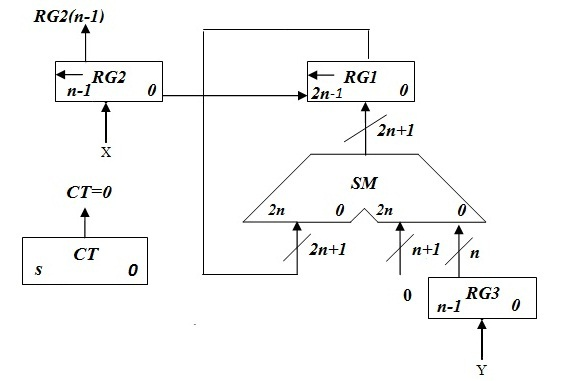 RG2(n-1)
RG2
n-1 0
X
RG1
2n-1 0
2n+1
SM
2n 0 2n 0
2n+1 n+1 n
CT=0
CT
s 0
0
RG3
n-1 0
Y